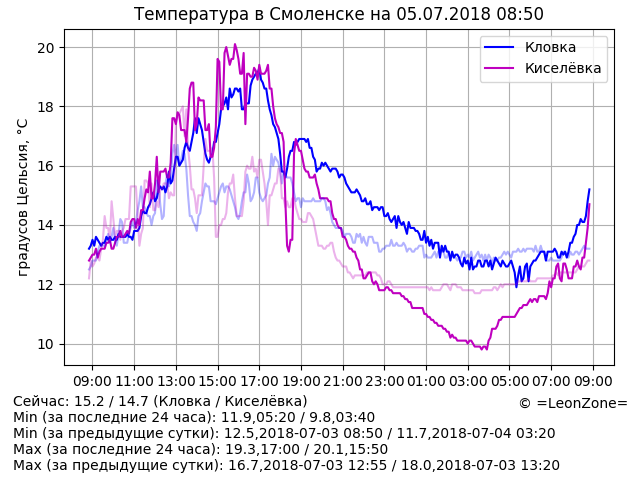 Температура в Смоленске на 05.07.2018 08:50
20
18
16
14
12
10
градусов Цельсия, °C
Кловка
Киселёвка
09:00 11:00 13:00 15:00 17:00 19:00 21:00 23:00 01:00 03:00 05:00 07:00 09:00
Сейчас: 15.2 / 14.7 (Кловка / Киселёвка)
© =LeonZone=
Min (за последние 24 часа): 11.9,05:20 / 9.8,03:40
Min (за предыдущие сутки): 12.5,2018-07-03 08:50 / 11.7,2018-07-04 03:20
Max (за последние 24 часа): 19.3,17:00 / 20.1,15:50
Max (за предыдущие сутки): 16.7,2018-07-03 12:55 / 18.0,2018-07-03 13:20